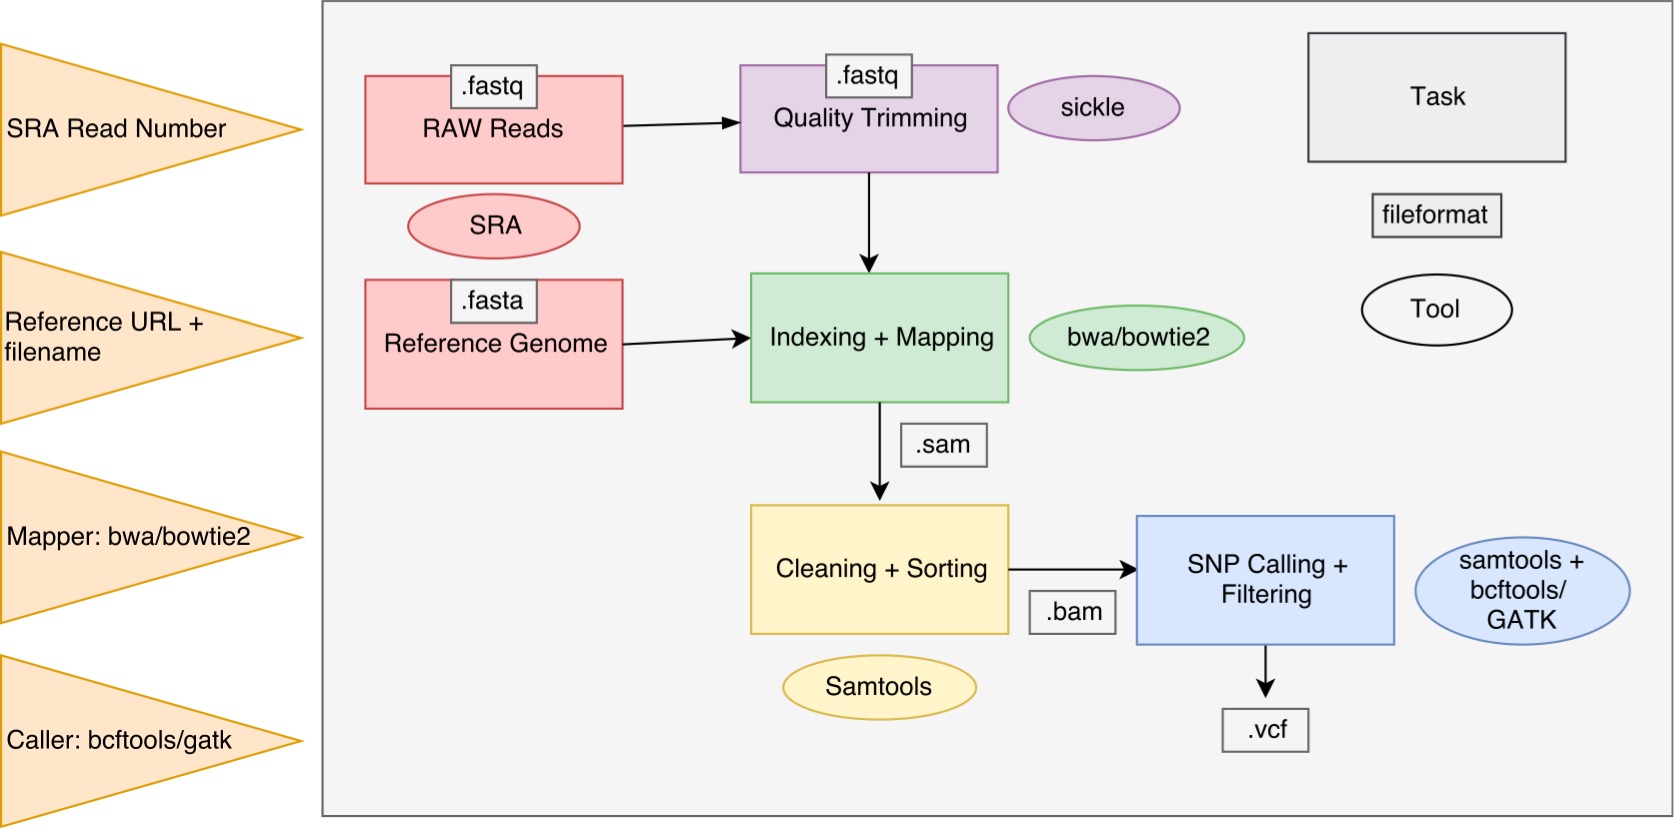 SRA Read Number
Reference URL +
filename
Mapper: bwa/bowtie2
Caller: bcftools/gatk
.fastq
RAW Reads
SRA
.fasta
Reference Genome
.fastq
Quality Trimming
sickle
Indexing + Mapping
bwa/bowtie2
.sam
Cleaning + Sorting
Samtools
.bam
SNP Calling +
Filtering
samtools +
bcftools/
GATK
.vcf
Task
fileformat
Tool